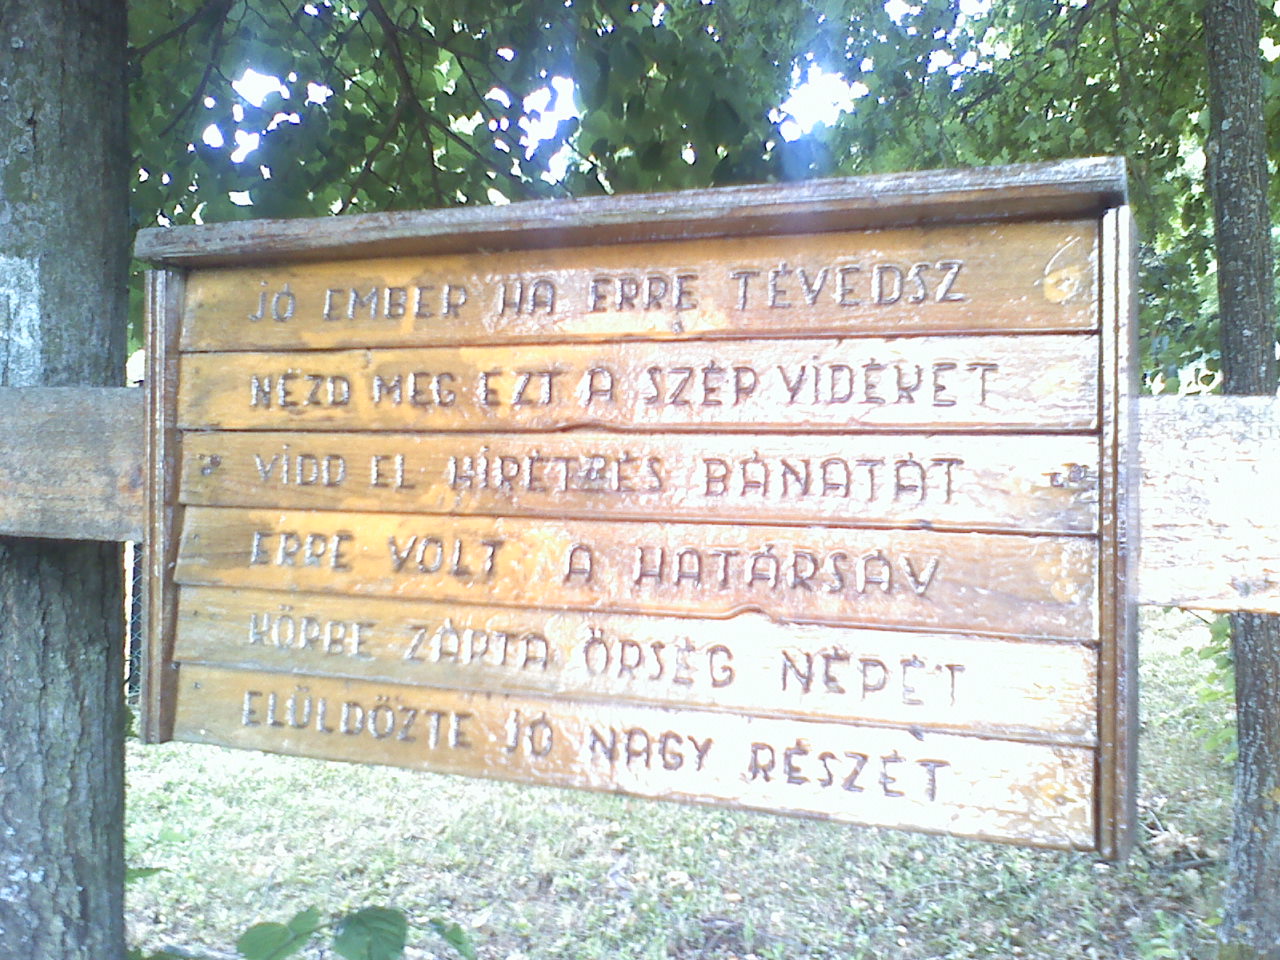 JÓ EMBER HA ERRE TÉVEDSZ
NÉZD MEG EZT A SZÉP VIDÉKET
VIDD EL HÍRÉT ÉS BÁNATÁT
ERRE VOLT A HATÁRSÁV
KÖRBE ZÁRTA ŐRSÉG NÉPÉT
ELÜLDÖZTE JÓ NAGY RÉSZÉT